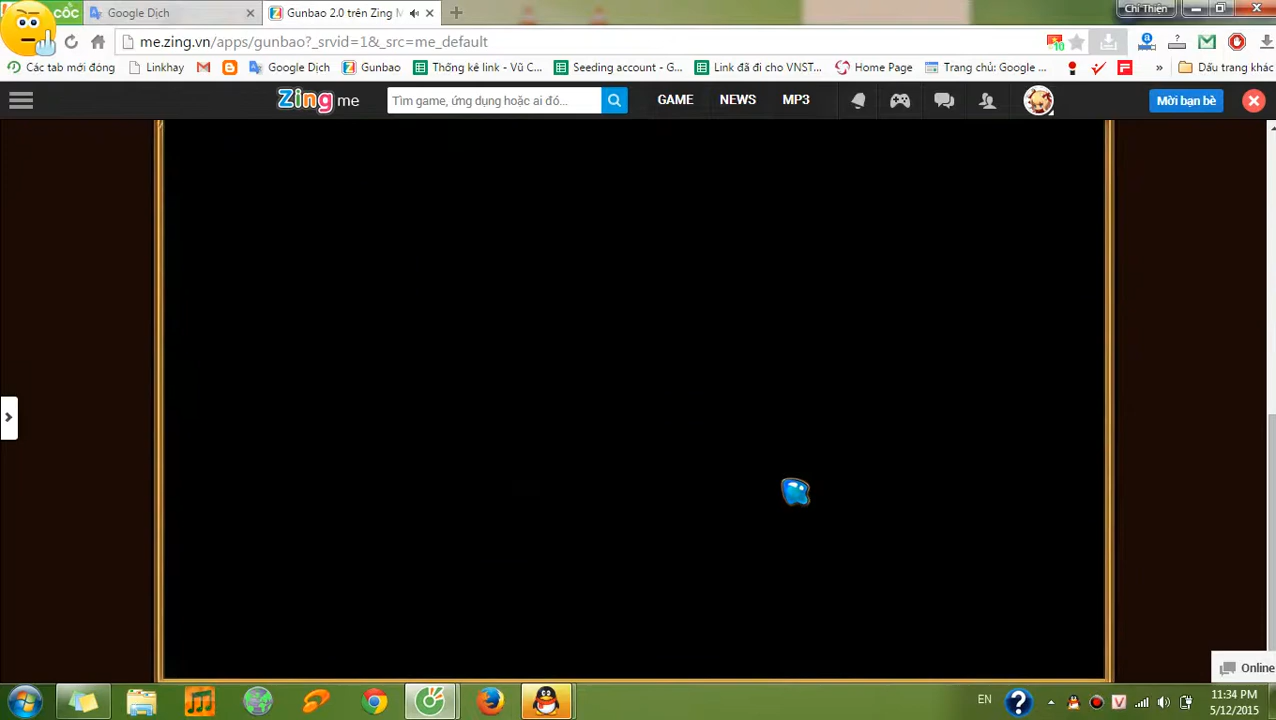 CỐC
Google Dịch
Gunbao 2.0 trên Zing M
Chí Thiện
me.zing.vn/apps/gunbao?_srvid=1&_src=me_default
10
Các tab mới đóng
Linkhay
Google Dịch
Gunbao
Thống kê link - Vũ C...
Seeding account - G...
Link đã đi cho VNST...
Home Page
Trang chủ: Google ...
»
Dấu trang khác
Zing me
Tìm game, ứng dụng hoặc ai đó...
GAME
NEWS
MP3
Mời bạn bè
Online
EN
11:34 PM
5/12/2015